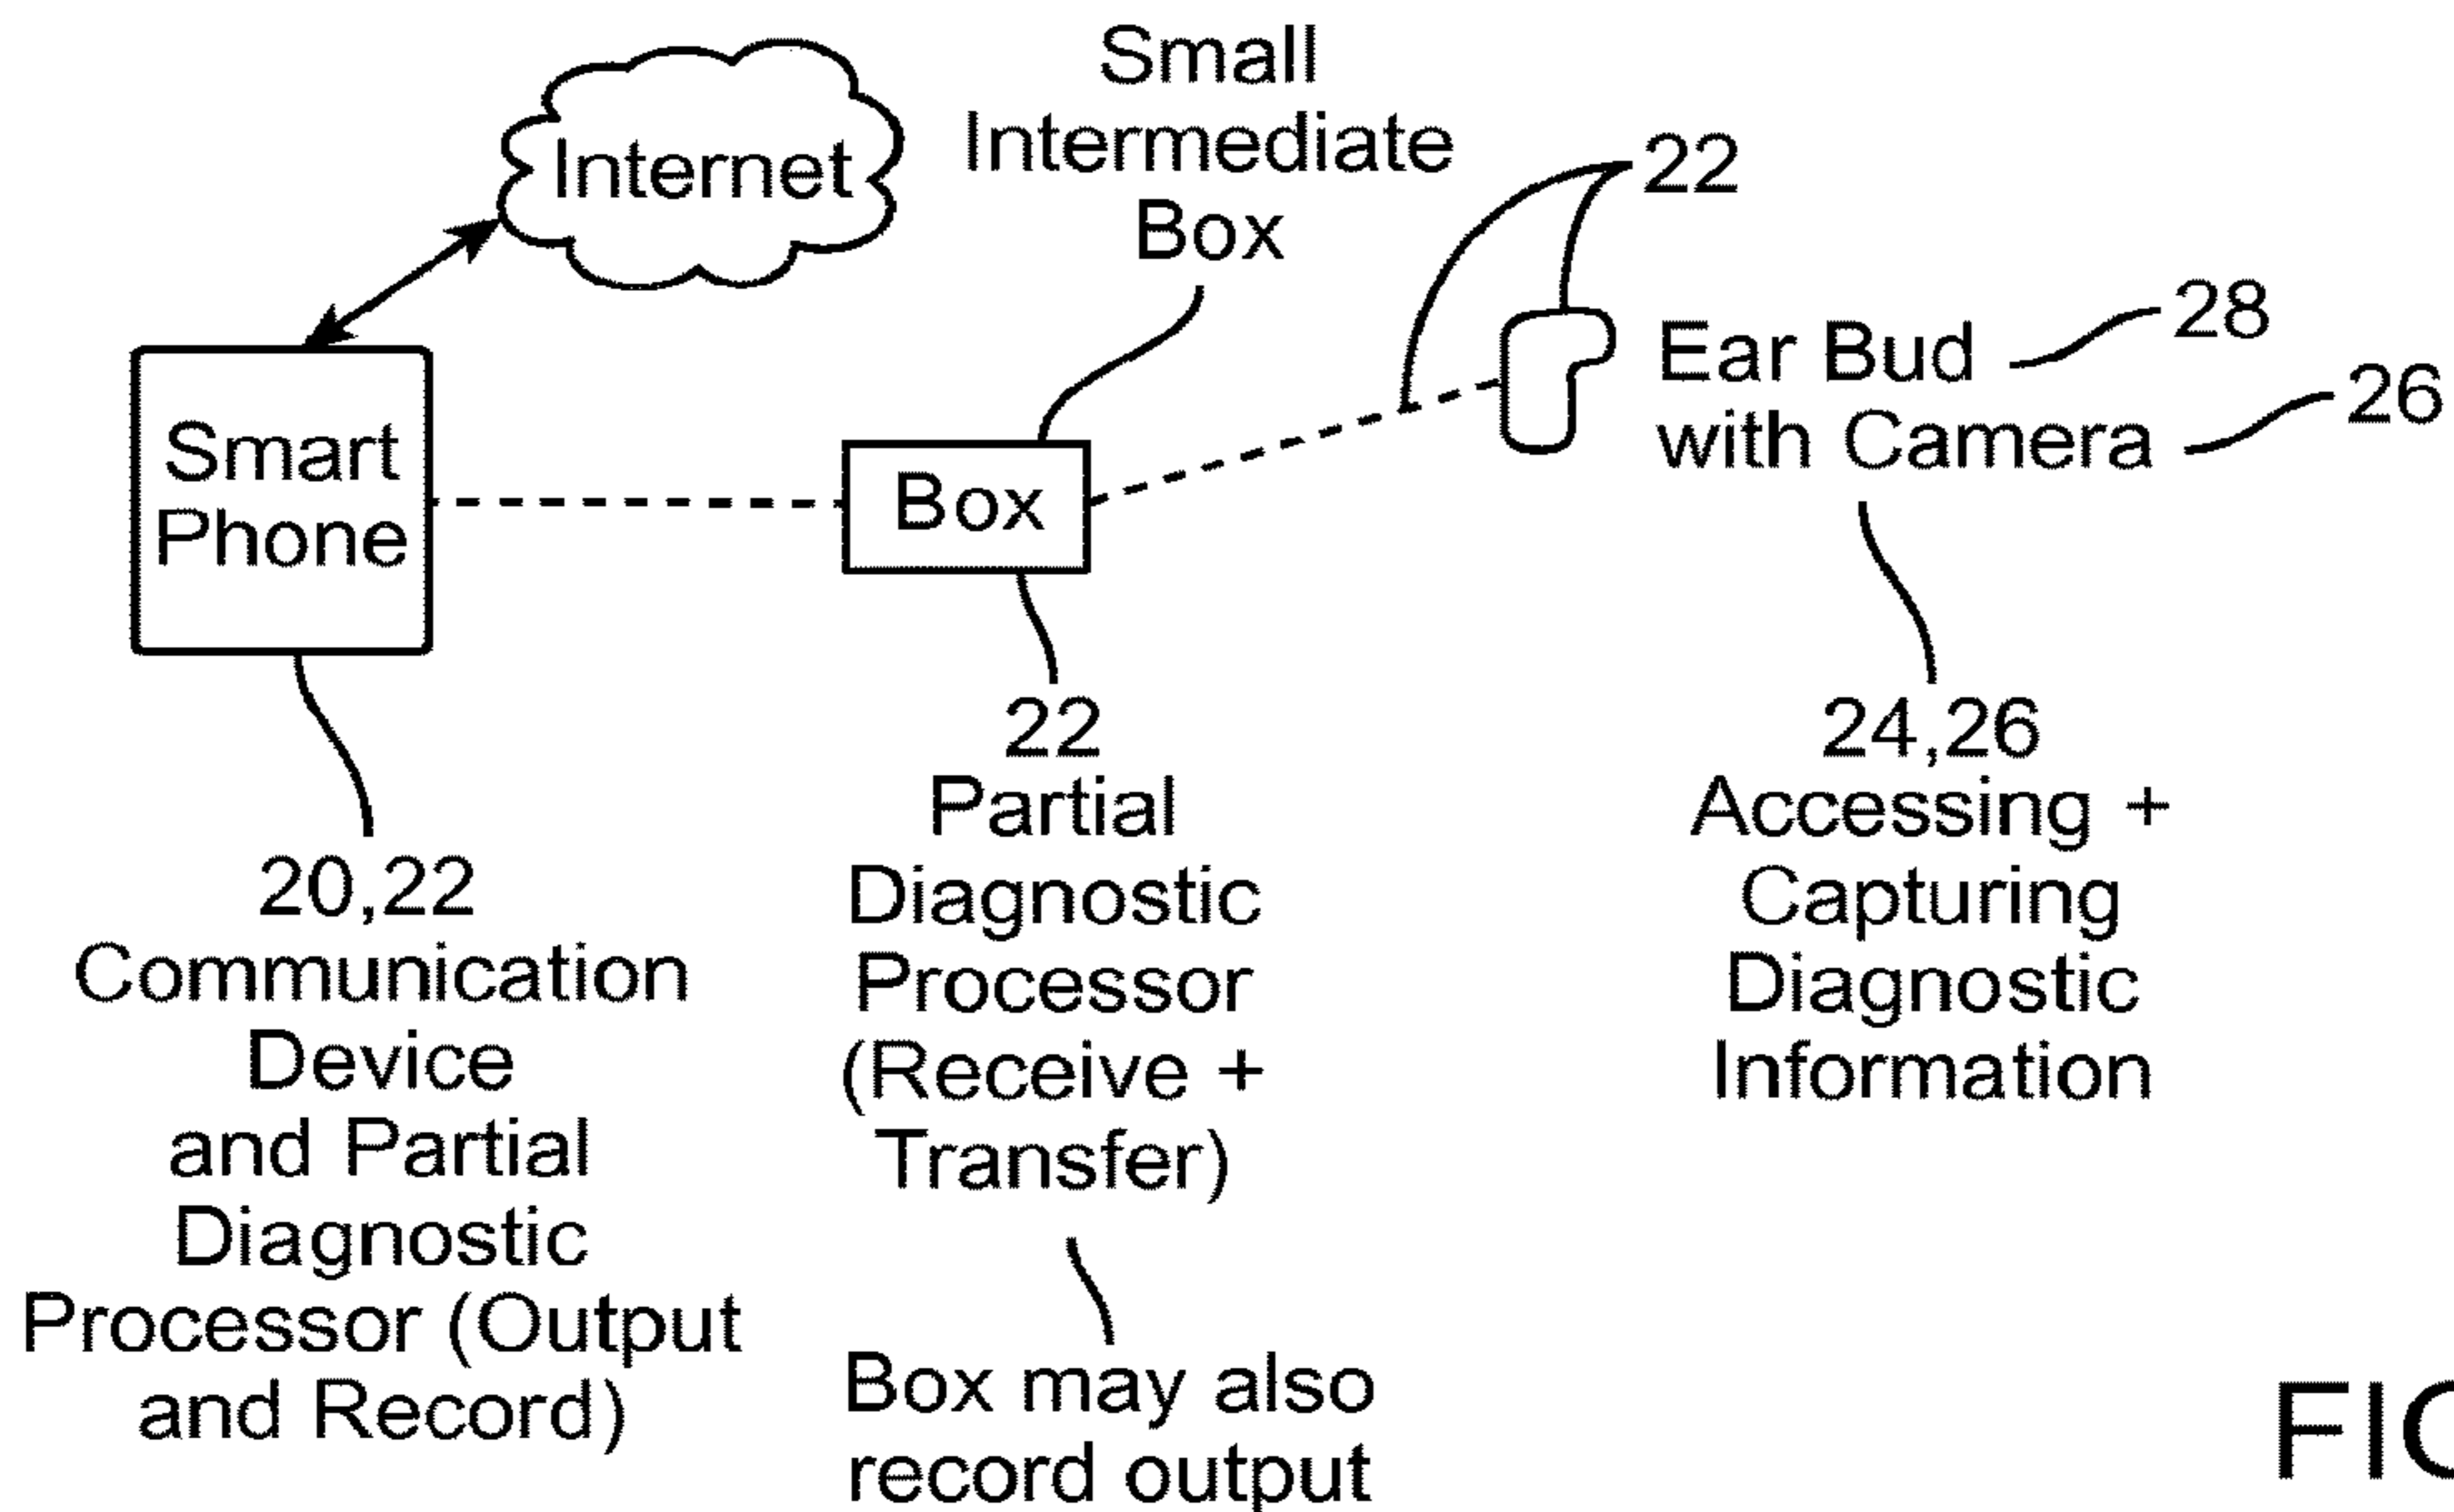 Internet
Small
Intermediate
Box
22
Ear Bud
with Camera
28
26
Smart
Phone
Box
20,22
Communication
Device
and Partial
Diagnostic
Processor (Output
and Record)
22
Partial
Diagnostic
Processor
(Receive +
Transfer)
Box may also
record output
24,26
Accessing +
Capturing
Diagnostic
Information